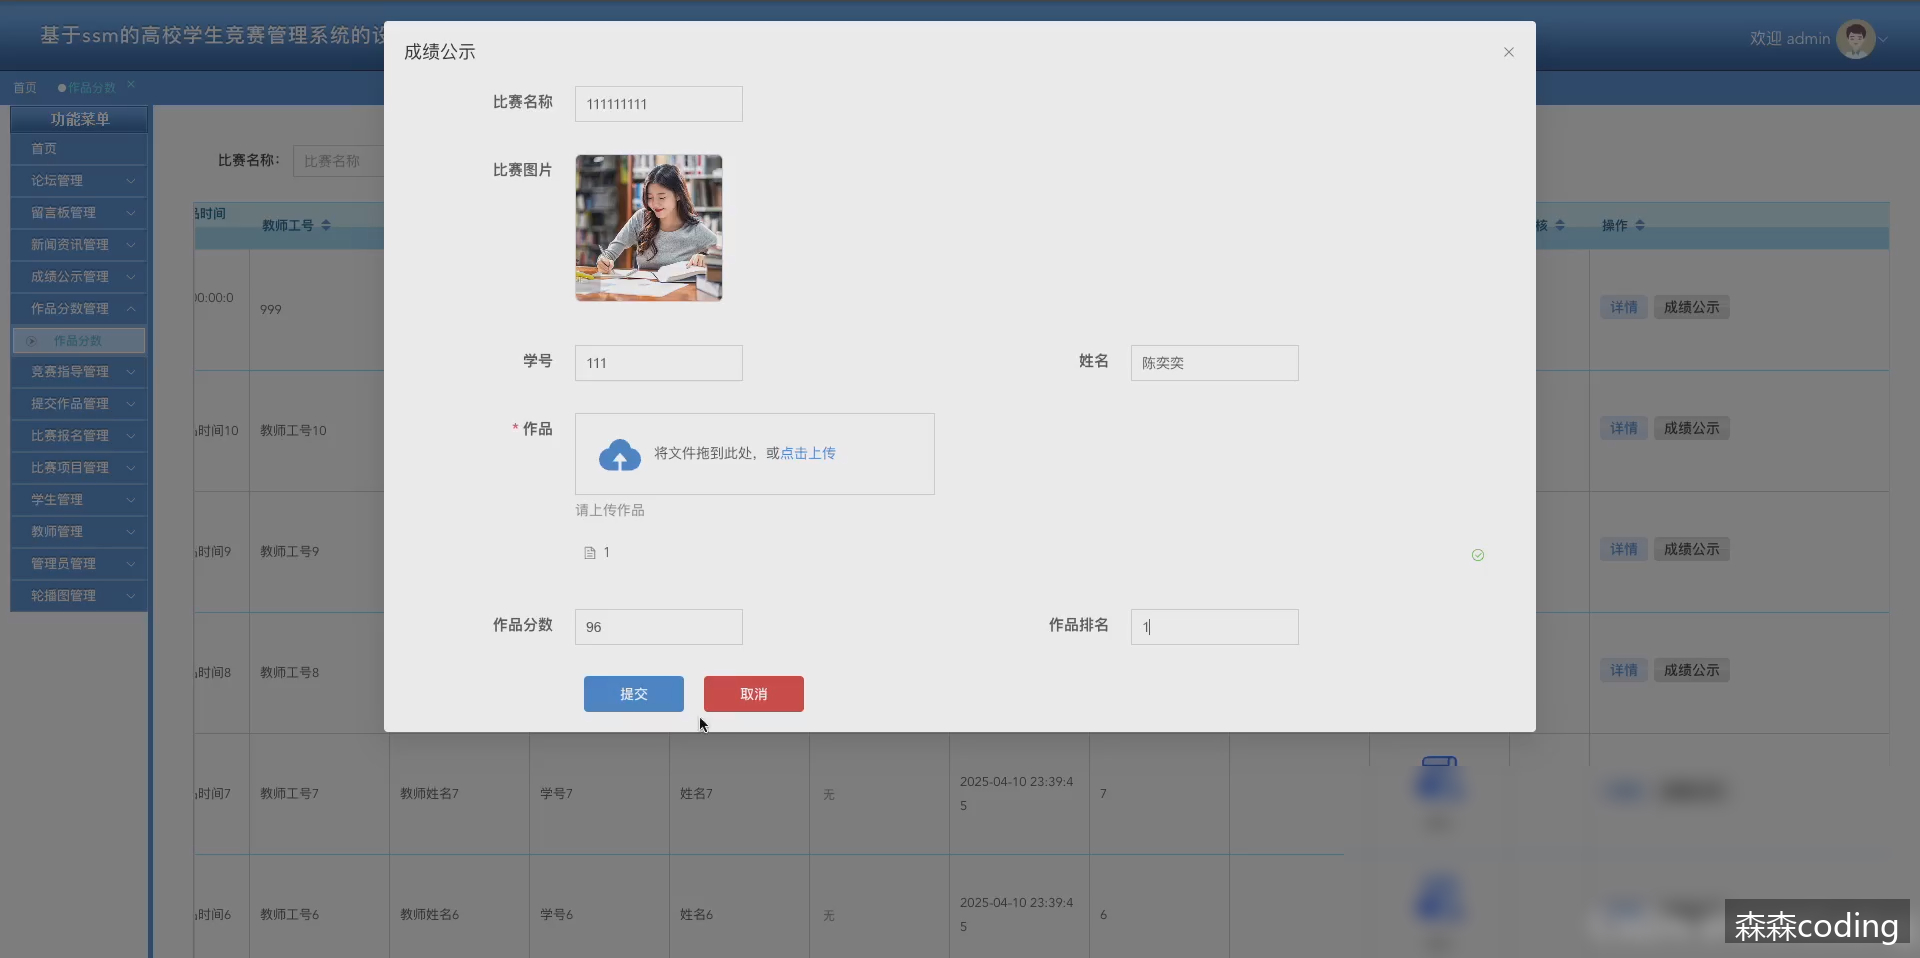 基于ssm的高校学生竞赛管理系统的设
欢迎 admin
首页
作品分数
功能菜单
首页
论坛管理
留言板管理
新闻资讯管理
成绩公示管理
作品分数管理
作品分数
竞赛指导管理
提交作品管理
比赛报名管理
比赛项目管理
学生管理
教师管理
管理员管理
轮播图管理
比赛名称：
比赛名称
时间
教师工号
核
操作
00:00:0
999
详情
成绩公示
时间10
教师工号10
详情
成绩公示
时间9
教师工号9
详情
成绩公示
时间8
教师工号8
详情
成绩公示
时间7
教师工号7
教师姓名7
学号7
姓名7
无
2025-04-10 23:39:4
5
7
时间6
教师工号6
教师姓名6
学号6
姓名6
无
2025-04-10 23:39:4
5
6
成绩公示
比赛名称
111111111
比赛图片
学号
111
姓名
陈奕奕
* 作品
将文件拖到此处，或点击上传
请上传作品
1
作品分数
96
作品排名
1
提交
取消
森森coding